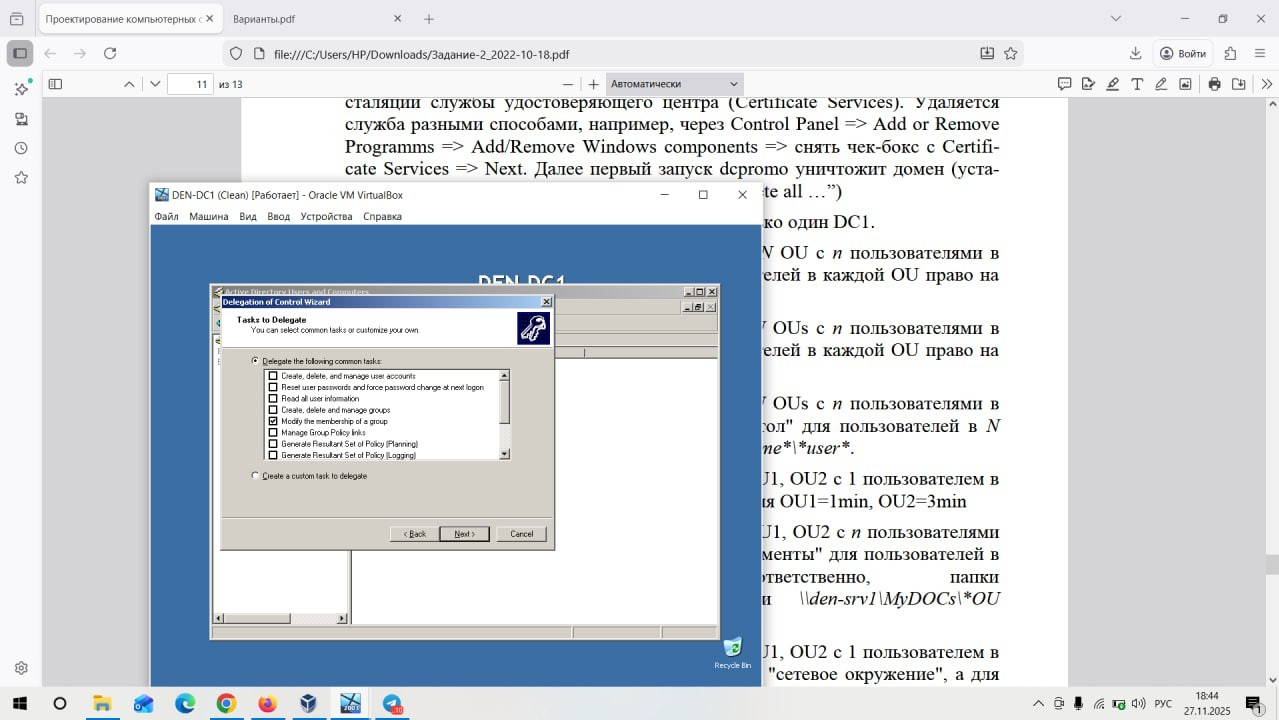 Проектирование компьютерных с
Варианты.pdf
file:///C:/Users/HP/Downloads/Задание-2_2022-10-18.pdf
Войти
11 из 13
Автоматически
сталяции службы удостоверяющего центра (Certificate Services). Удаляется
служба разными способами, например, через Control Panel => Add or Remove
Programms => Add/Remove Windows components => снять чек-бокс с Certifi-
cate Services => Next. Далее первый запуск dcpromo уничтожит домен (уста-
te all …”)
DEN-DC1 (Clean) [Работает] - Oracle VM VirtualBox
Файл Машина Вид Ввод Устройства Справка
ко один DC1.
N OU с n пользователями в
елей в каждой OU право на
OUs с n пользователями в
елей в каждой OU право на
OUs с n пользователями в
гол" для пользователей в N
me*\*user*.
U1, OU2 с 1 пользователем в
ия OU1=1min, OU2=3min
U1, OU2 с n пользователями
менты" для пользователей в
ответственно, папки
и \\den-srv1\MyDOCs\*OU
U1, OU2 с 1 пользователем в
"сетевое окружение", а для
DEN-DC1
Active Directory Users and Computers
Delegation of Control Wizard
Tasks to Delegate
You can select common tasks or customize your own.
Delegate the following common tasks:
Create, delete, and manage user accounts
Reset user passwords and force password change at next logon
Read all user information
Create, delete and manage groups
Modify the membership of a group
Manage Group Policy links
Generate Resultant Set of Policy (Planning)
Generate Resultant Set of Policy (Logging)
Create a custom task to delegate
< Back Next > Cancel
Recycle Bin
РУС
18:44
27.11.2025